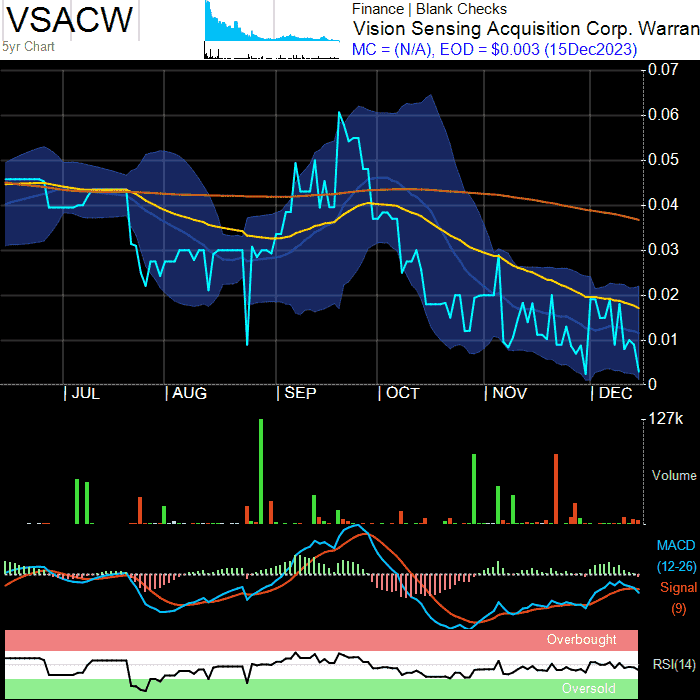 VSACW
5yr Chart
Finance | Blank Checks
Vision Sensing Acquisition Corp. Warran
MC = (N/A), EOD = $0.003 (15Dec2023)
0.07
0.06
0.05
0.04
0.03
0.02
0.01
0
| JUL | AUG | SEP | OCT | NOV | DEC
127k
Volume
MACD
(12-26)
Signal
(9)
Overbought
RSI(14)
Oversold